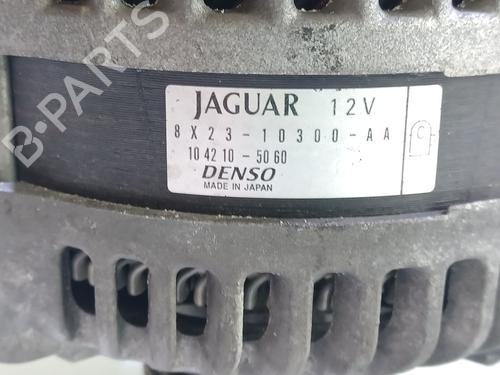 B-PARTS
JAGUAR 12V
8X23-10300-AA
C
104210-5060
DENSO
MADE IN JAPAN